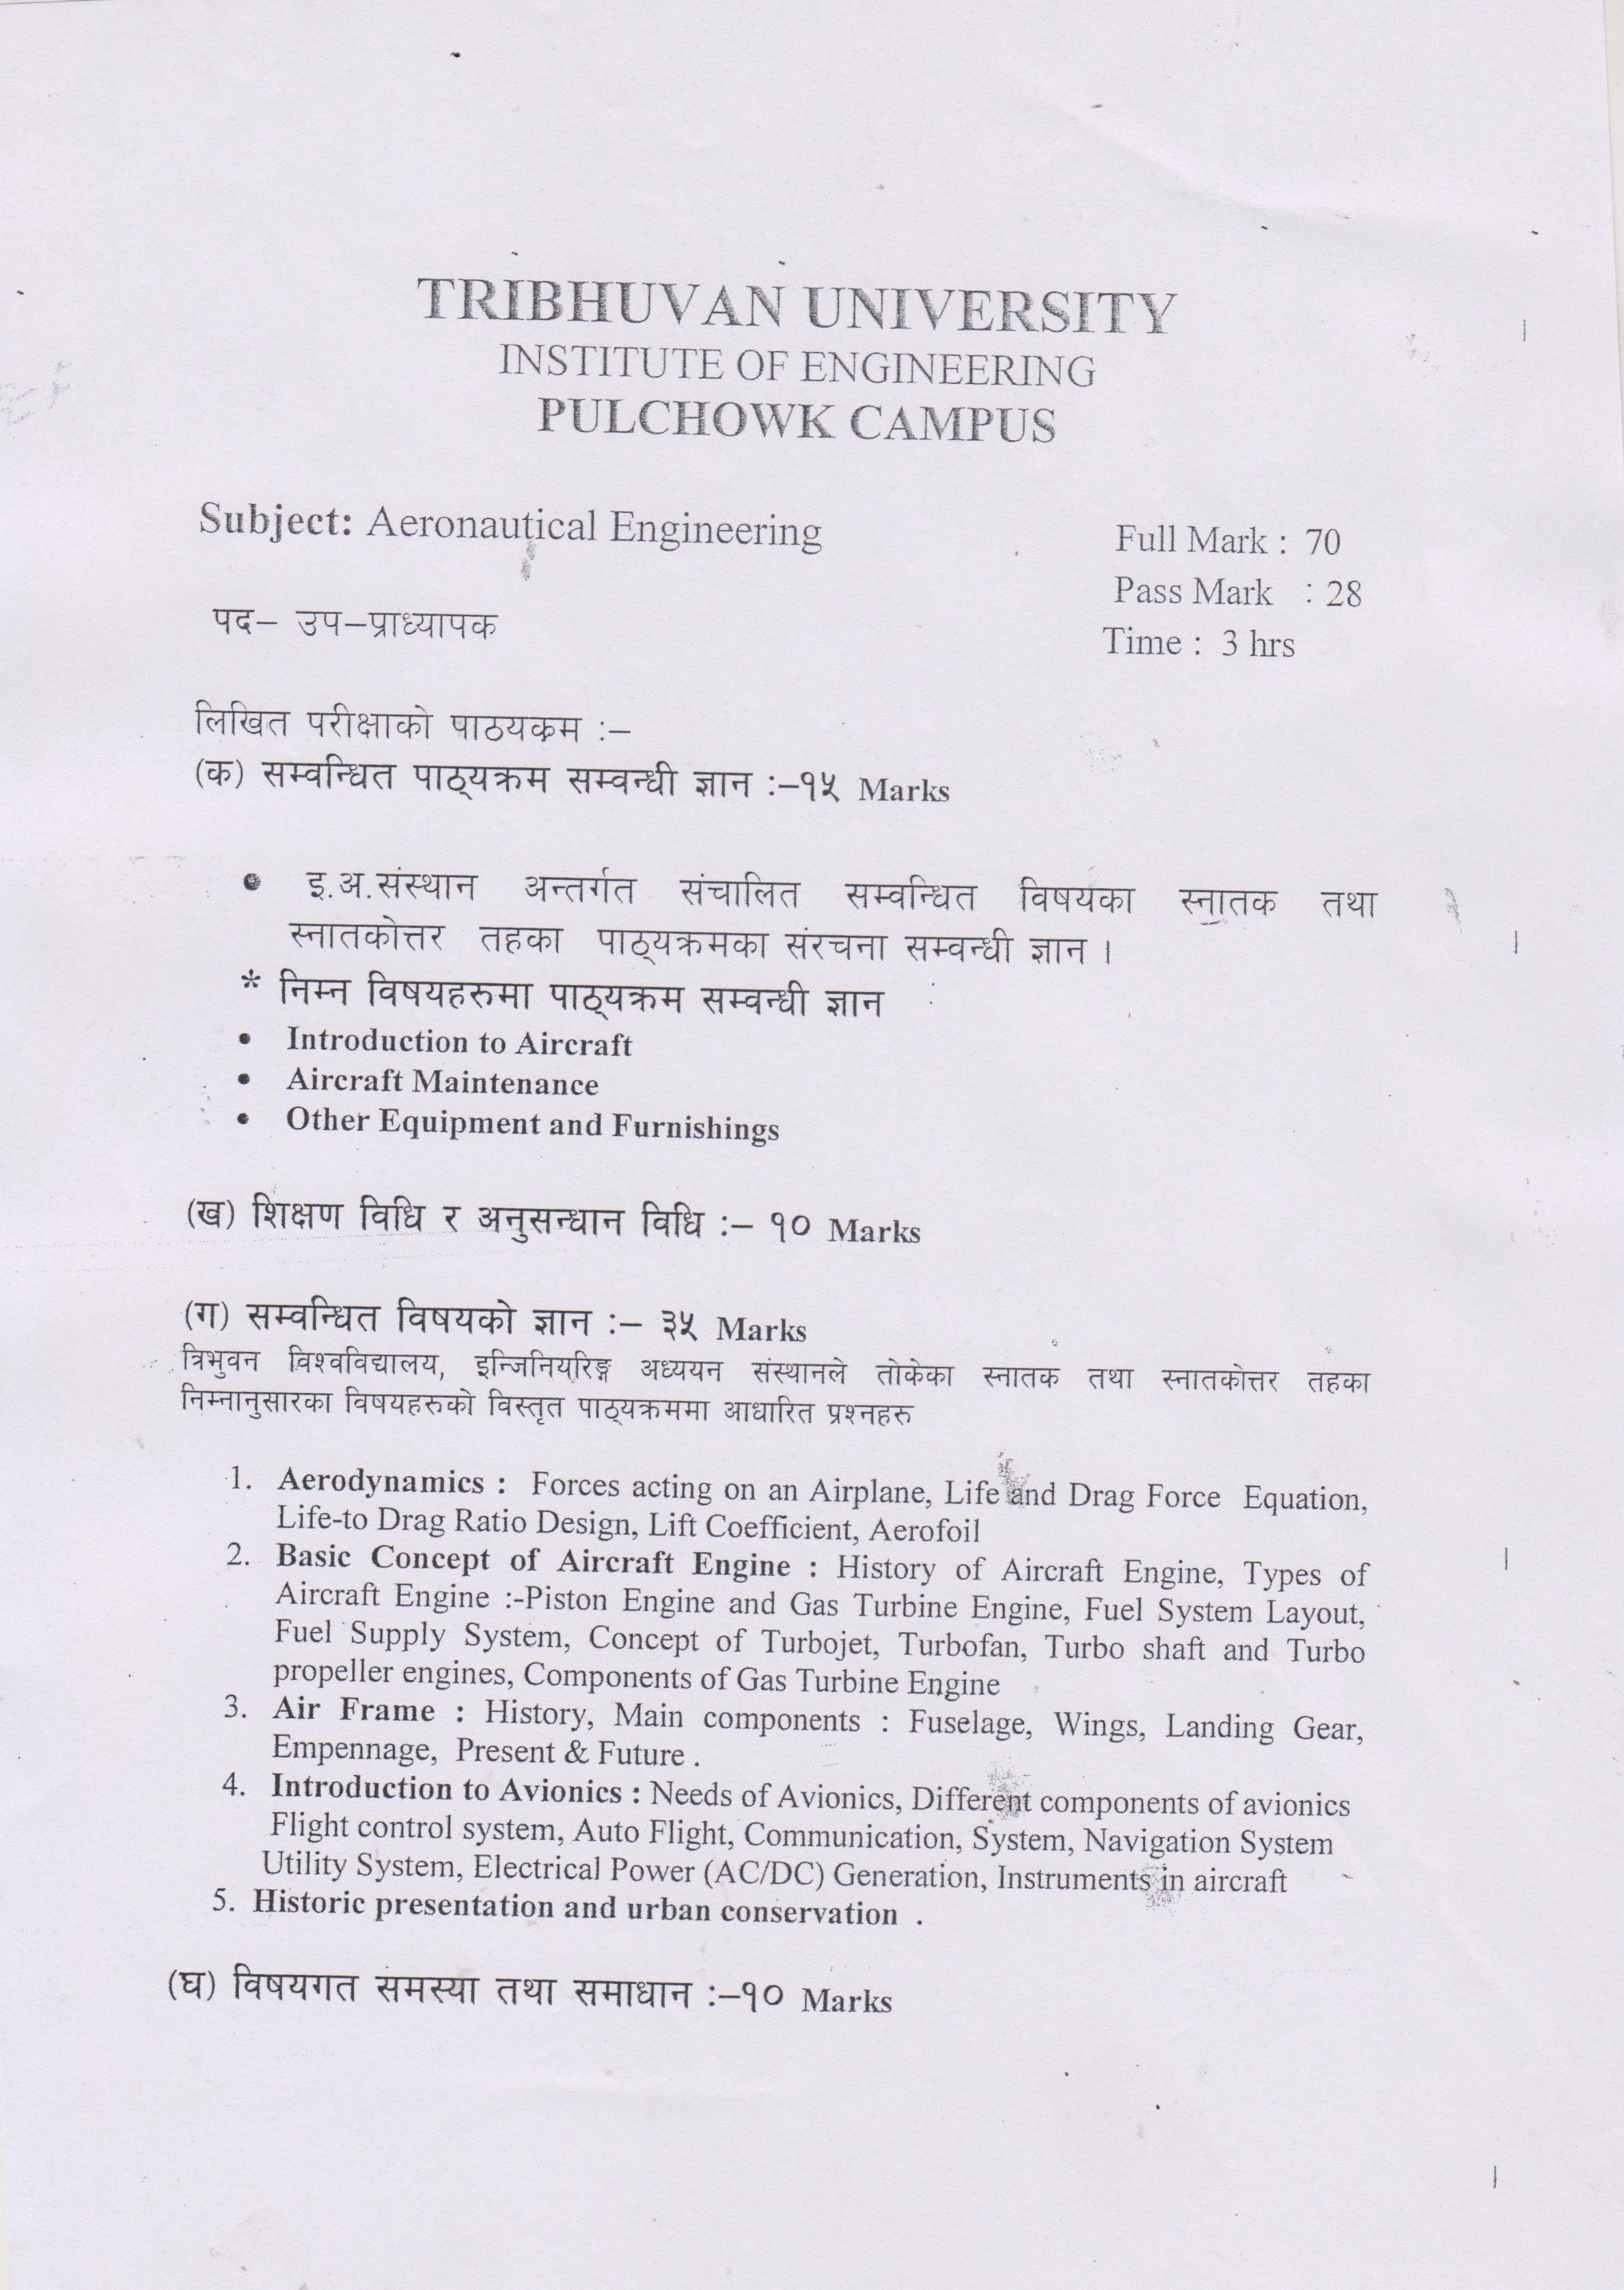 TRIBHUVAN UNIVERSITY
INSTITUTE OF ENGINEERING
PULCHOWK CAMPUS
Subject: Aeronautical Engineering
Full Mark : 70
Pass Mark : 28
पद– उप–प्राध्यापक
Time : 3 hrs
लिखित परीक्षाको पाठयक्रम :–
(क) सम्वन्धित पाठ्यक्रम सम्वन्धी ज्ञान :–१५ Marks
• इ.अ.संस्थान अन्तर्गत संचालित सम्वन्धित विषयका स्नातक तथा
स्नातकोत्तर तहका पाठ्यक्रमका संरचना सम्वन्धी ज्ञान ।
* निम्न विषयहरुमा पाठ्यक्रम सम्वन्धी ज्ञान
• Introduction to Aircraft
• Aircraft Maintenance
• Other Equipment and Furnishings
(ख) शिक्षण विधि र अनुसन्धान विधि :– १० Marks
(ग) सम्वन्धित विषयको ज्ञान :– ३५ Marks
त्रिभुवन विश्वविद्यालय, इन्जिनियरिङ्ग अध्ययन संस्थानले तोकेका स्नातक तथा स्नातकोत्तर तहका
निम्नानुसारका विषयहरुको विस्तृत पाठ्यक्रममा आधारित प्रश्नहरु
1. Aerodynamics : Forces acting on an Airplane, Life and Drag Force Equation,
Life-to Drag Ratio Design, Lift Coefficient, Aerofoil
2. Basic Concept of Aircraft Engine : History of Aircraft Engine, Types of
Aircraft Engine :-Piston Engine and Gas Turbine Engine, Fuel System Layout,
Fuel Supply System, Concept of Turbojet, Turbofan, Turbo shaft and Turbo
propeller engines, Components of Gas Turbine Engine
3. Air Frame : History, Main components : Fuselage, Wings, Landing Gear,
Empennage, Present & Future .
4. Introduction to Avionics : Needs of Avionics, Different components of avionics
Flight control system, Auto Flight, Communication, System, Navigation System
Utility System, Electrical Power (AC/DC) Generation, Instruments in aircraft
5. Historic presentation and urban conservation .
(घ) विषयगत समस्या तथा समाधान :–१० Marks